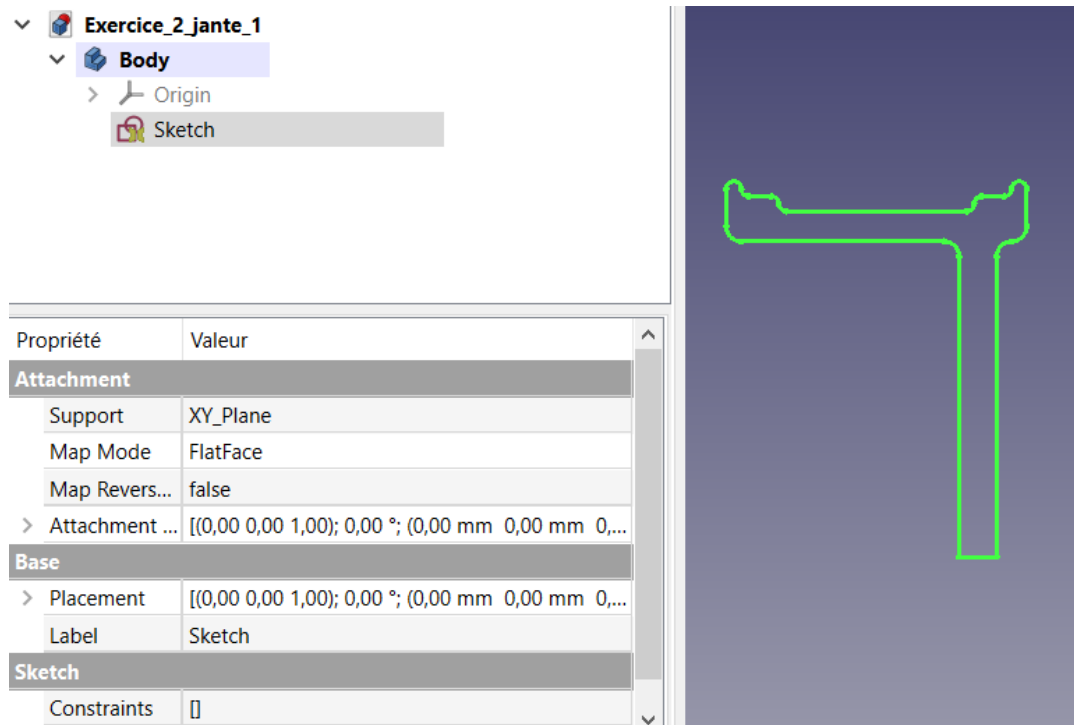 Exercice_2_jante_1
Body
Origin
Sketch
Propriété Valeur
Attachment
Support XY_Plane
Map Mode FlatFace
Map Revers... false
Attachment ... [(0,00 0,00 1,00); 0,00 °; (0,00 mm 0,00 mm 0,...
Base
Placement [(0,00 0,00 1,00); 0,00 °; (0,00 mm 0,00 mm 0,...
Label Sketch
Sketch
Constraints []